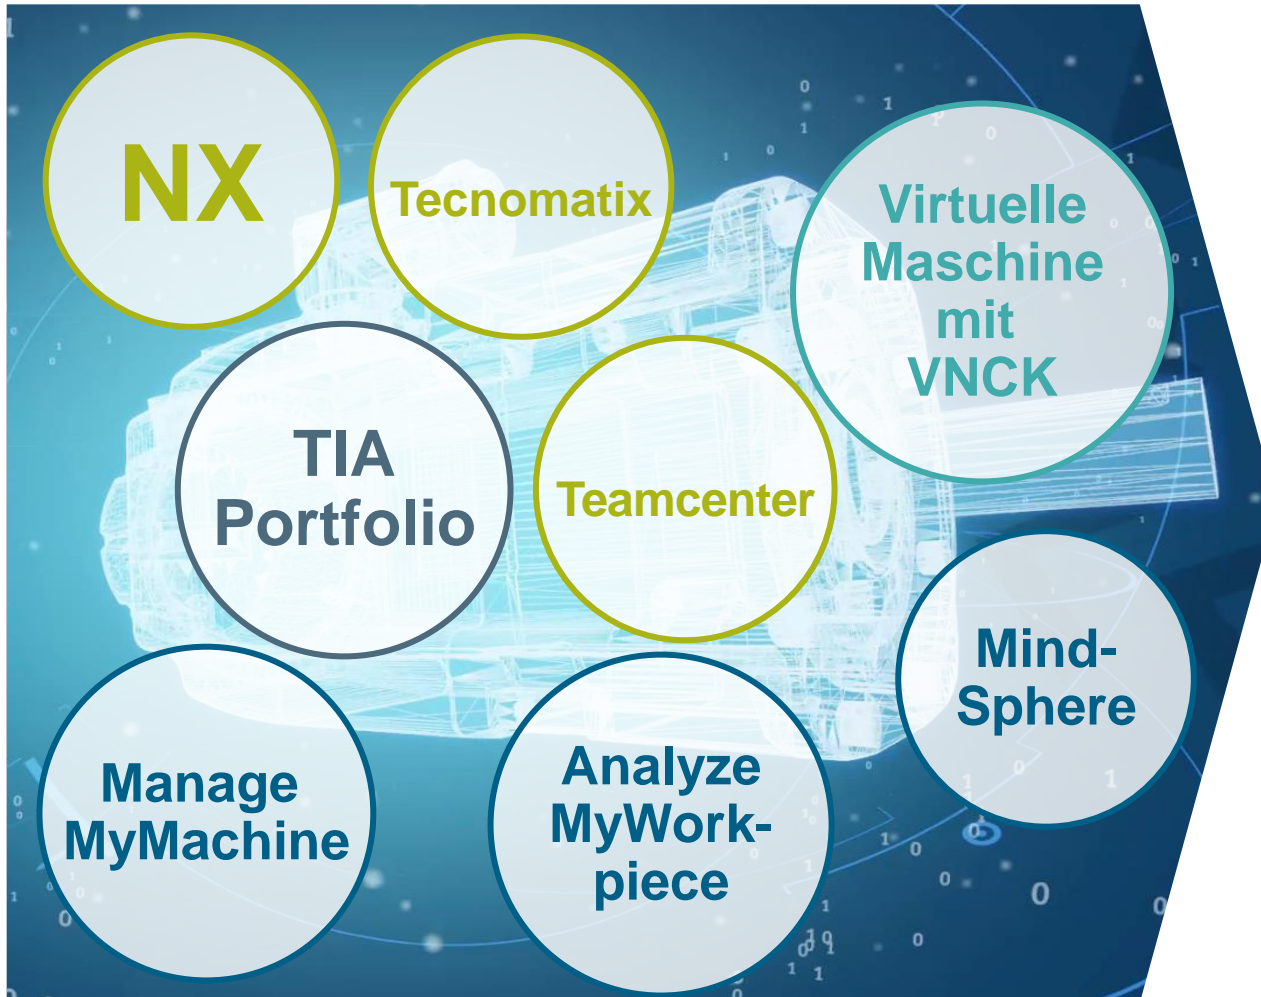 NX
Tecnomatix
Virtuelle
Maschine
mit
VNCK
TIA
Portfolio
Teamcenter
Mind-
Sphere
Manage
MyMachine
Analyze
MyWork-
piece